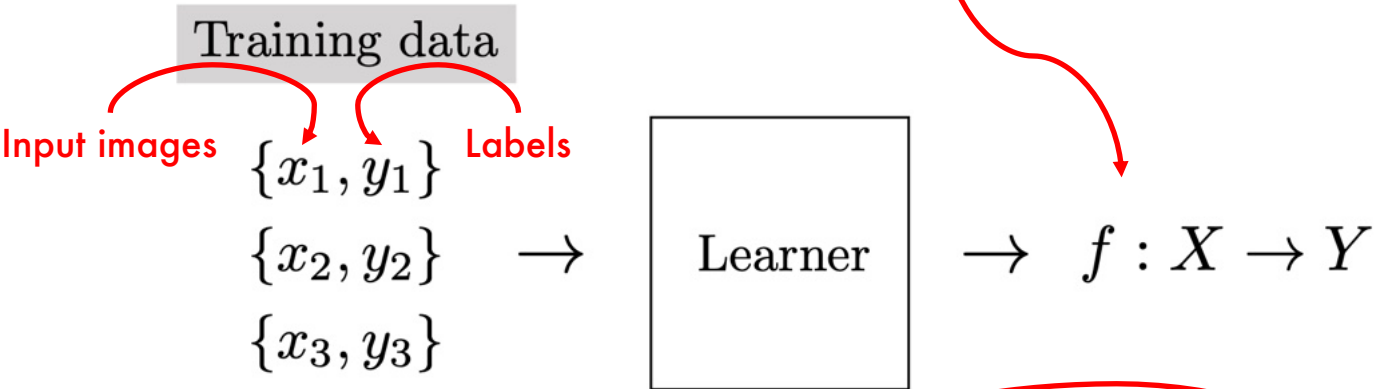 Training data
Input images
Labels
{x₁, y₁}
{x₂, y₂} → Learner → f : X → Y
{x₃, y₃}